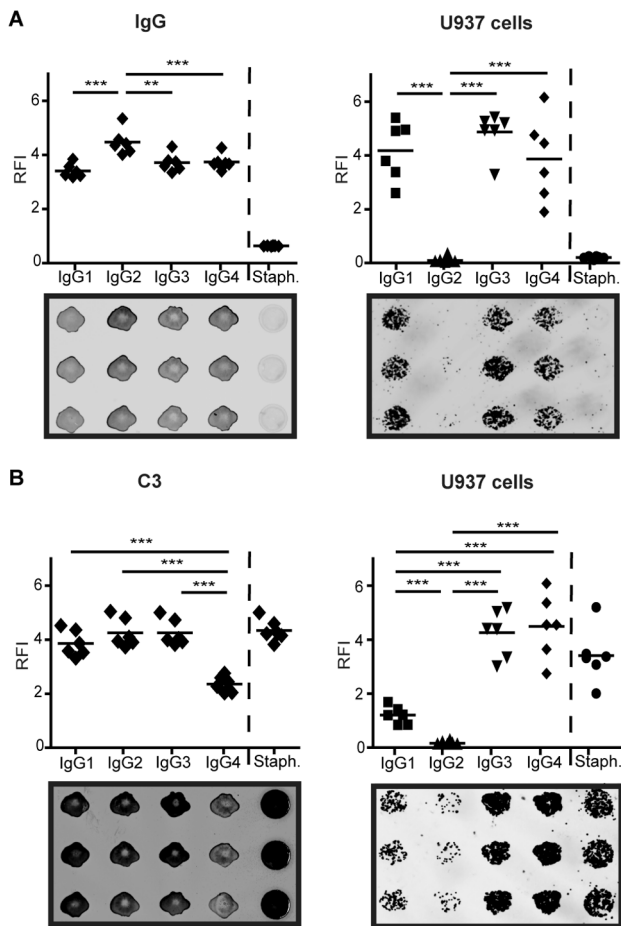 A
IgG
U937 cells
***
***
**
***
***
***
6
4
2
0
RFI
6
4
2
0
RFI
IgG1 IgG2 IgG3 IgG4 Staph.
IgG1 IgG2 IgG3 IgG4 Staph.
B
C3
U937 cells
***
***
***
***
***
***
***
***
6
4
2
0
RFI
6
4
2
0
RFI
IgG1 IgG2 IgG3 IgG4 Staph.
IgG1 IgG2 IgG3 IgG4 Staph.